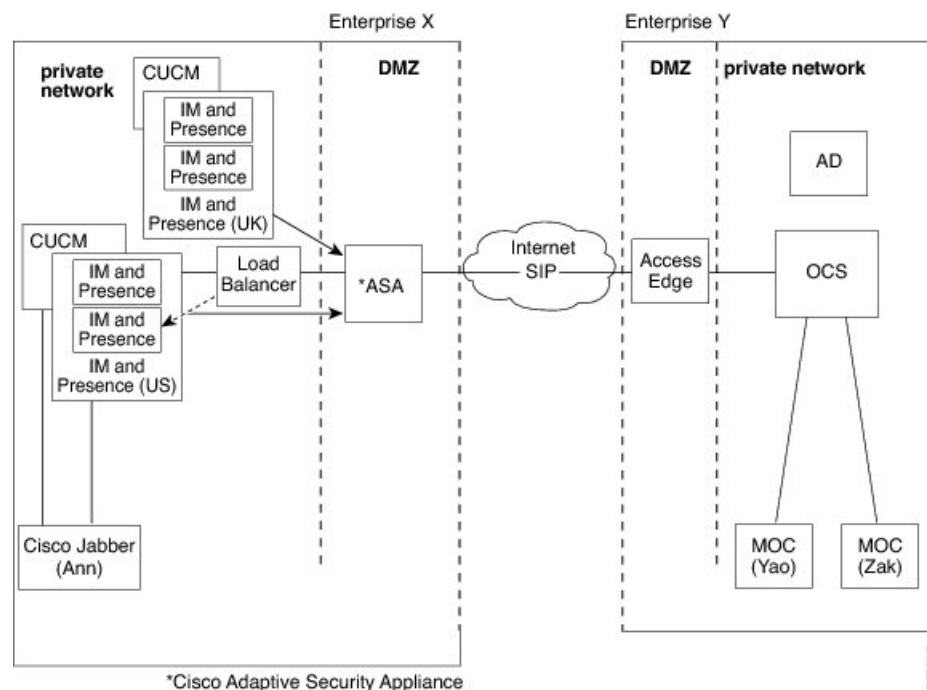 Enterprise X
Enterprise Y
private
network
CUCM
DMZ
DMZ
private network
IM and
Presence
IM and
Presence
IM and
Presence (UK)
AD
CUCM
IM and
Presence
IM and
Presence
IM and
Presence (US)
Load
Balancer
*ASA
Internet
SIP
Access
Edge
OCS
Cisco Jabber
(Ann)
MOC
(Yao)
MOC
(Zak)
*Cisco Adaptive Security Appliance